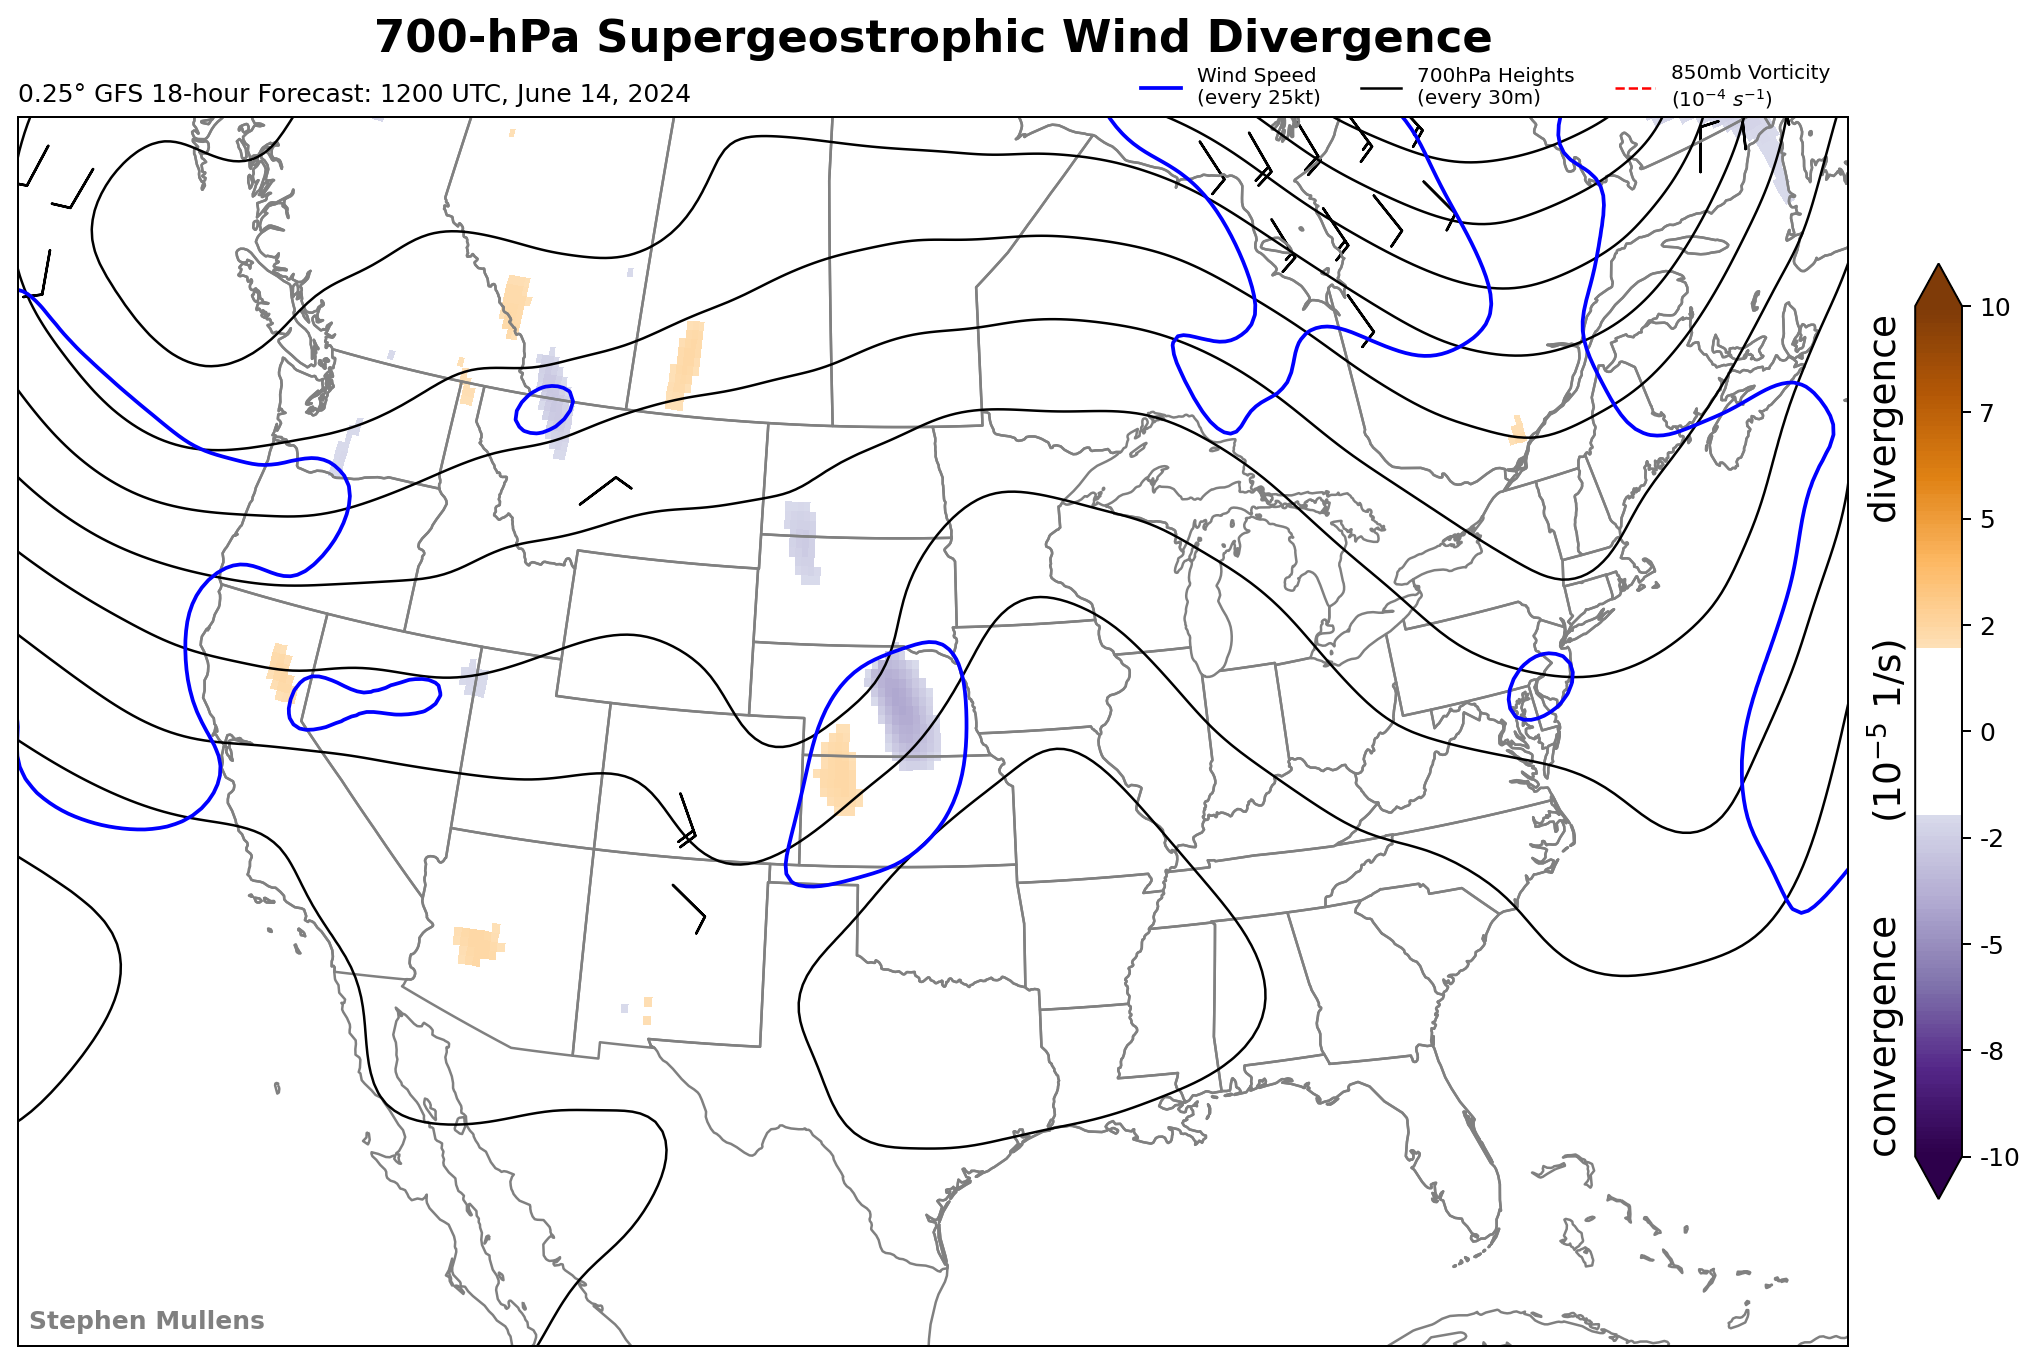 700-hPa Supergeostrophic Wind Divergence
0.25° GFS 18-hour Forecast: 1200 UTC, June 14, 2024
Wind Speed
(every 25kt)
700hPa Heights
(every 30m)
850mb Vorticity
(10⁻⁴ s⁻¹)
10
7
5
2
0
-2
-5
-8
-10
divergence
(10⁻⁵ 1/s)
convergence
Stephen Mullens